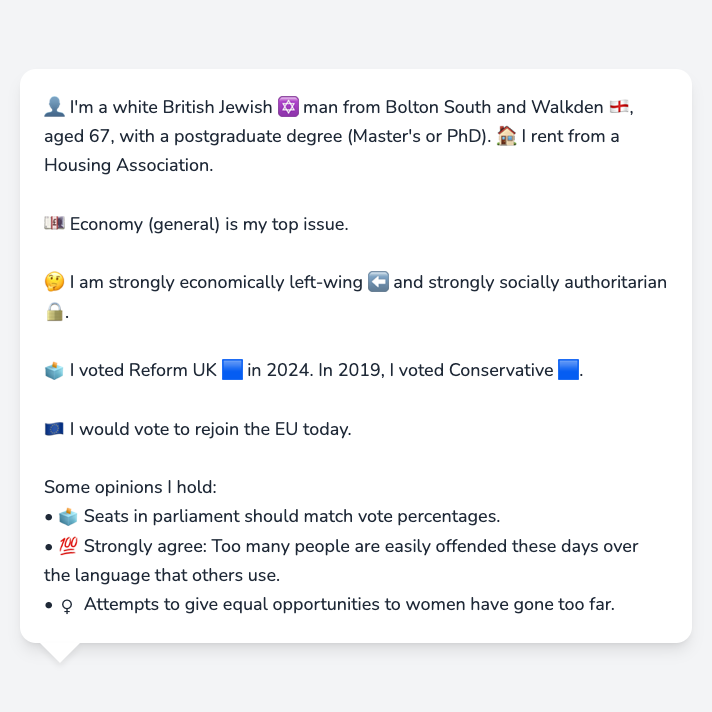 👤 I'm a white British Jewish ✡️ man from Bolton South and Walkden 🏴󠁧󠁢󠁥󠁮󠁧󠁿,
aged 67, with a postgraduate degree (Master's or PhD). 🏠 I rent from a
Housing Association.
💷 Economy (general) is my top issue.
🤔 I am strongly economically left-wing ⬅️ and strongly socially authoritarian
🔒.
🗳️ I voted Reform UK 🟦 in 2024. In 2019, I voted Conservative 🟦.
🇪🇺 I would vote to rejoin the EU today.
Some opinions I hold:
• 🗳️ Seats in parliament should match vote percentages.
• 💯 Strongly agree: Too many people are easily offended these days over
the language that others use.
• ♀ Attempts to give equal opportunities to women have gone too far.